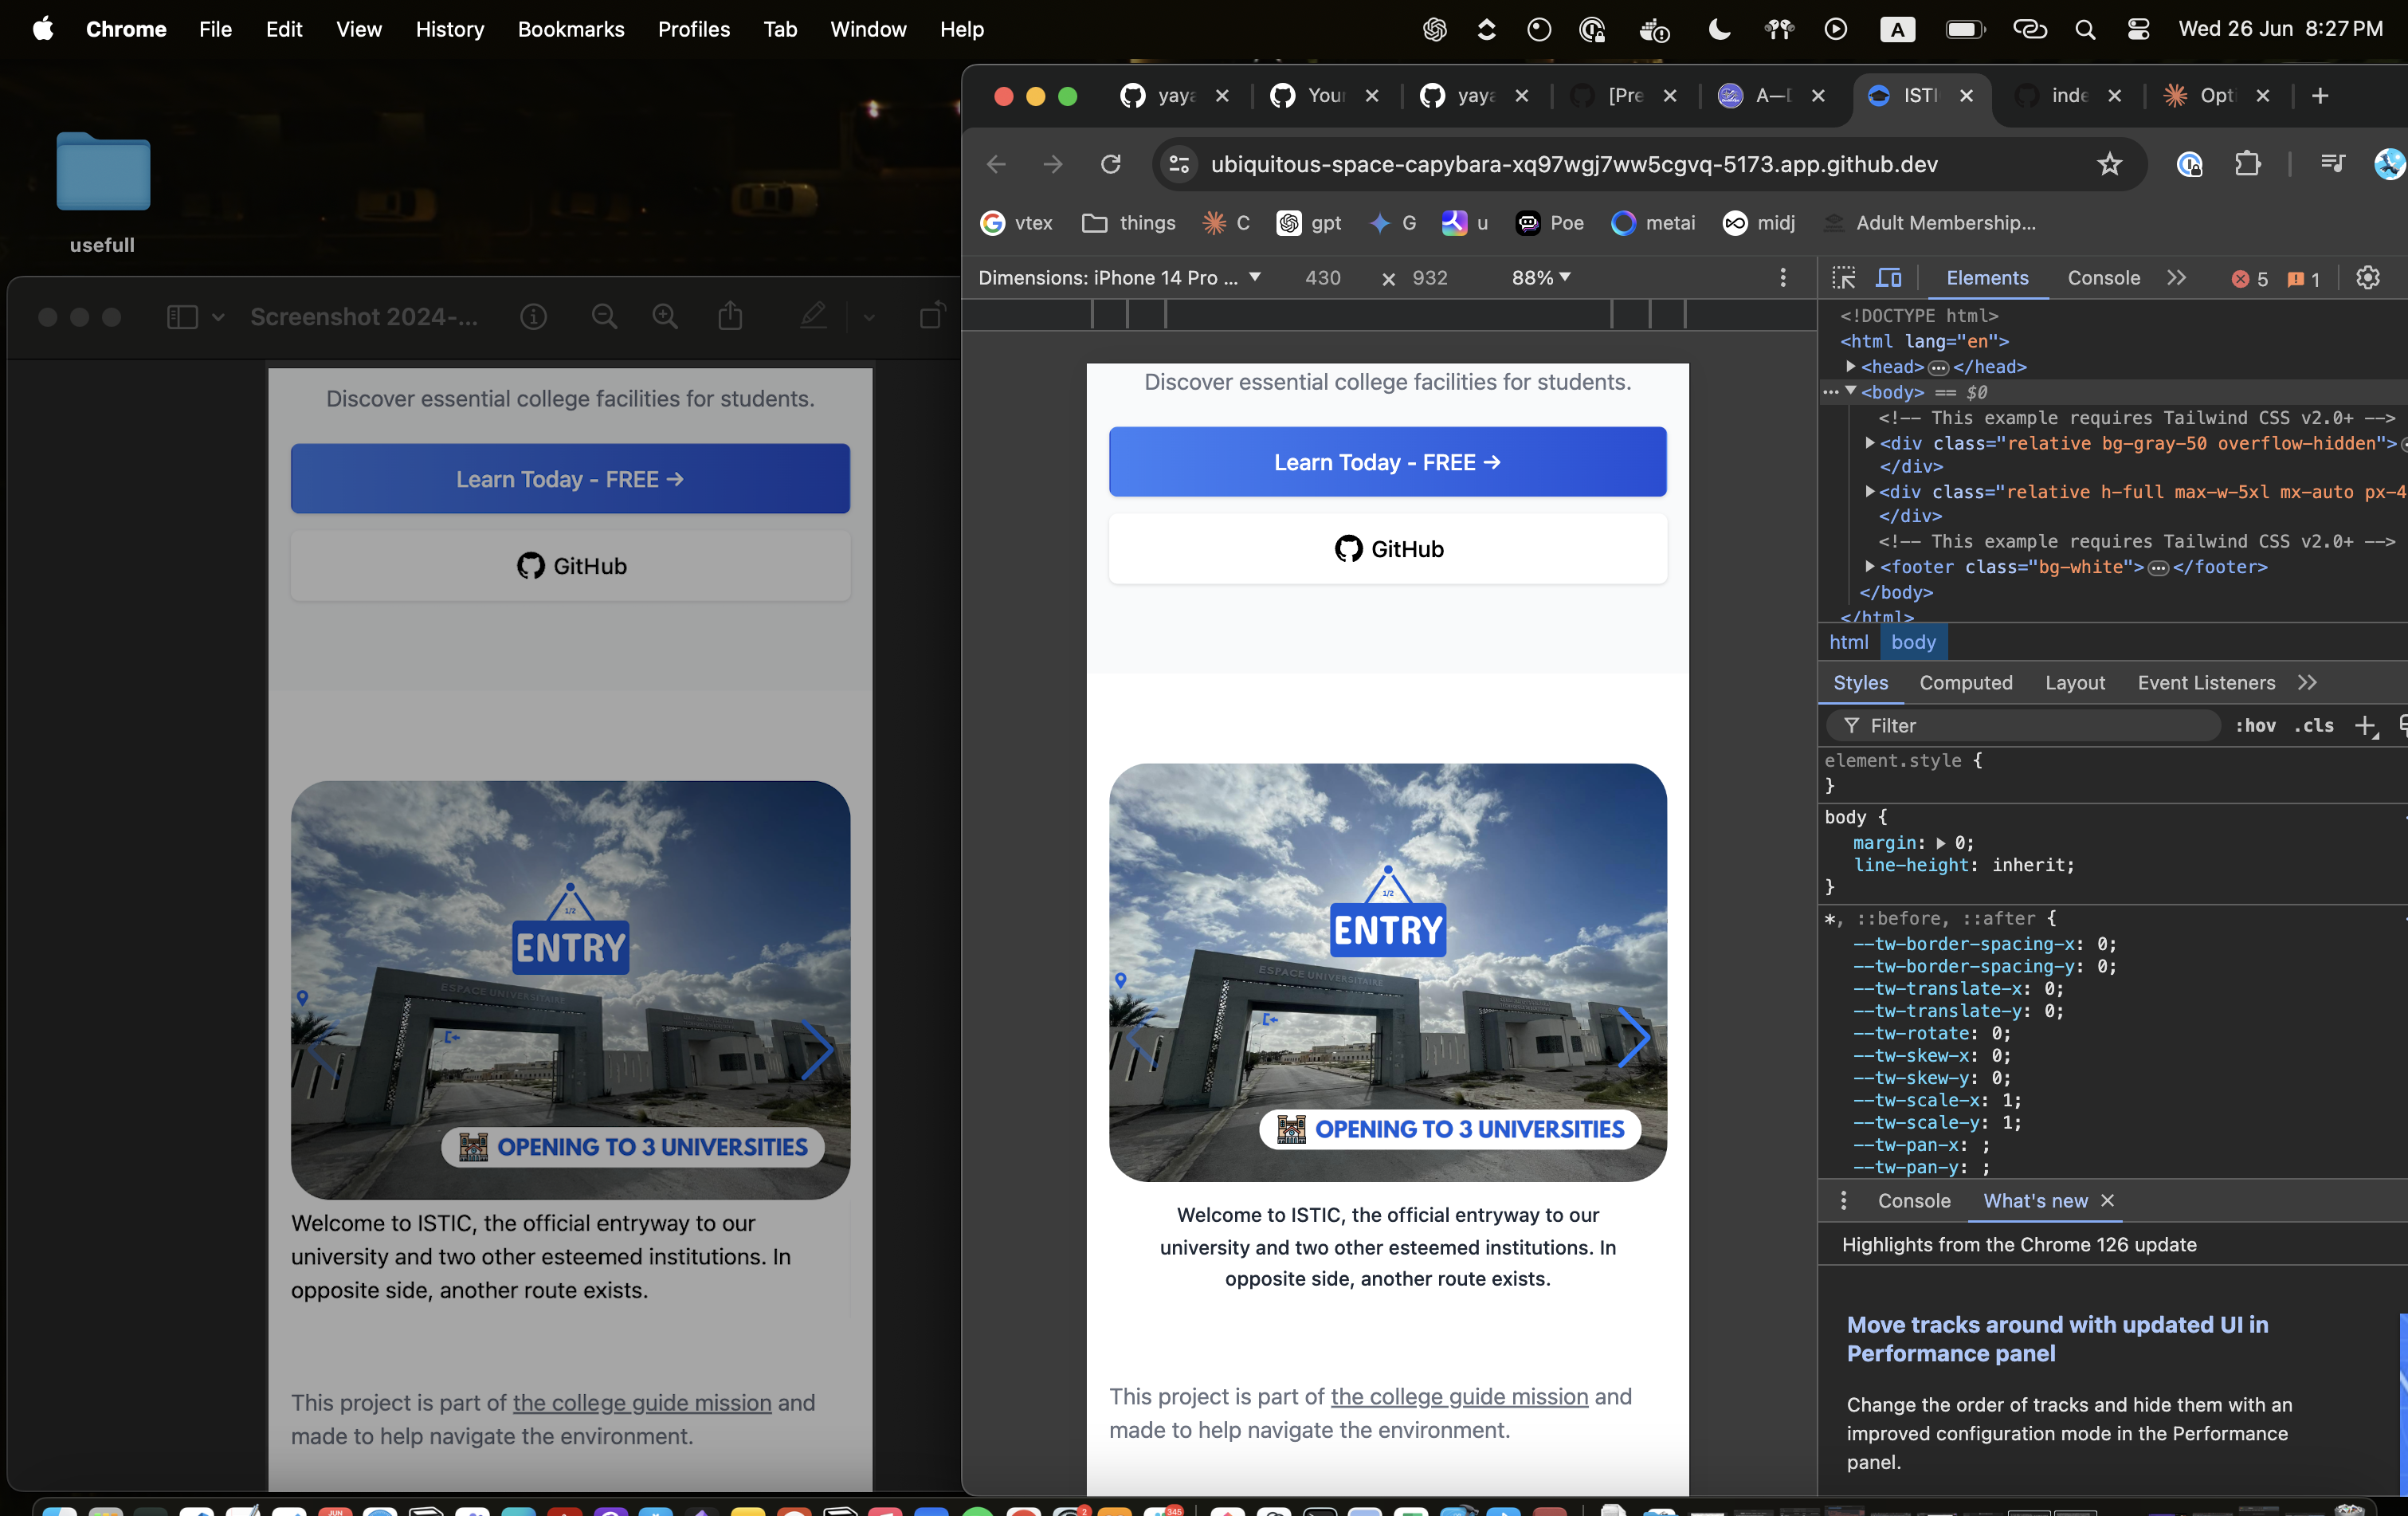 Chrome File Edit View History Bookmarks Profiles Tab Window Help
A
Wed 26 Jun 8:27 PM
usefull
Screenshot 2024-...
Discover essential college facilities for students.
Learn Today - FREE →
GitHub
1/2
ENTRY
ESPACE UNIVERSITAIRE
OPENING TO 3 UNIVERSITIES
Welcome to ISTIC, the official entryway to our
university and two other esteemed institutions. In
opposite side, another route exists.
This project is part of the college guide mission and
made to help navigate the environment.
yaya
Your
yaya
[Pre
A—D
ISTI
inde
Opti
ubiquitous-space-capybara-xq97wgj7ww5cgvq-5173.app.github.dev
vtex things C gpt G u Poe metai midj Adult Membership...
Dimensions: iPhone 14 Pro ... 430 × 932 88%
Discover essential college facilities for students.
Learn Today - FREE →
GitHub
1/2
ENTRY
ESPACE UNIVERSITAIRE
OPENING TO 3 UNIVERSITIES
Welcome to ISTIC, the official entryway to our
university and two other esteemed institutions. In
opposite side, another route exists.
This project is part of the college guide mission and
made to help navigate the environment.
Elements Console 5 1
<!DOCTYPE html>
<html lang="en">
<head>…</head>
<body> == $0
<!-- This example requires Tailwind CSS v2.0+ -->
<div class="relative bg-gray-50 overflow-hidden">
</div>
<div class="relative h-full max-w-5xl mx-auto px-4
</div>
<!-- This example requires Tailwind CSS v2.0+ -->
<footer class="bg-white">…</footer>
</body>
</html>
html body
Styles Computed Layout Event Listeners
Filter :hov .cls
element.style {
}
body {
margin: 0;
line-height: inherit;
}
*, ::before, ::after {
--tw-border-spacing-x: 0;
--tw-border-spacing-y: 0;
--tw-translate-x: 0;
--tw-translate-y: 0;
--tw-rotate: 0;
--tw-skew-x: 0;
--tw-skew-y: 0;
--tw-scale-x: 1;
--tw-scale-y: 1;
--tw-pan-x: ;
--tw-pan-y: ;
Console What's new
Highlights from the Chrome 126 update
Move tracks around with updated UI in
Performance panel
Change the order of tracks and hide them with an
improved configuration mode in the Performance
panel.
JUN
2
345